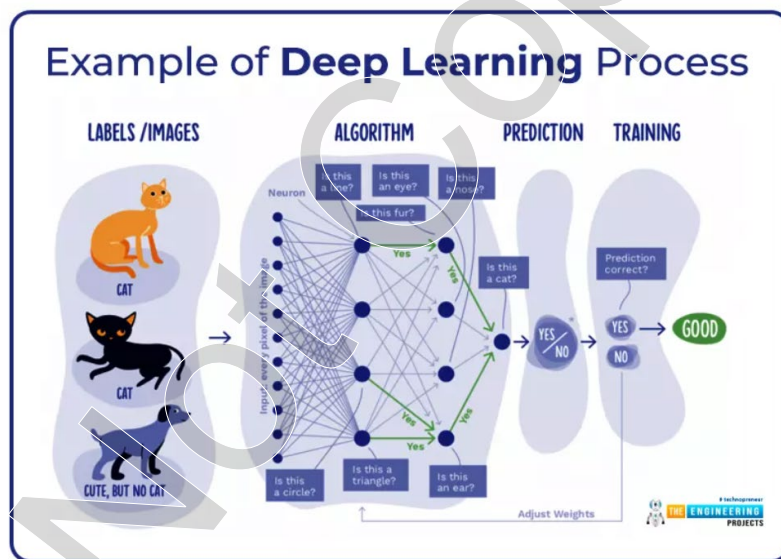 Example of Deep Learning Process
LABELS /IMAGES
ALGORITHM
PREDICTION
TRAINING
CAT
CAT
CUTE, BUT NO CAT
Neuron
Is this
a line?
Is this
an eye?
Is this
a nose?
Is this fur?
Input: every pixel of the image
Yes
Yes
Yes
Yes
Yes
Is this
a circle?
Is this a
triangle?
Is this
an ear?
Is this
a cat?
YES
NO
Prediction
correct?
YES
NO
GOOD
Adjust Weights
# technopreneur
THE ENGINEERING
PROJECTS
Not Cop